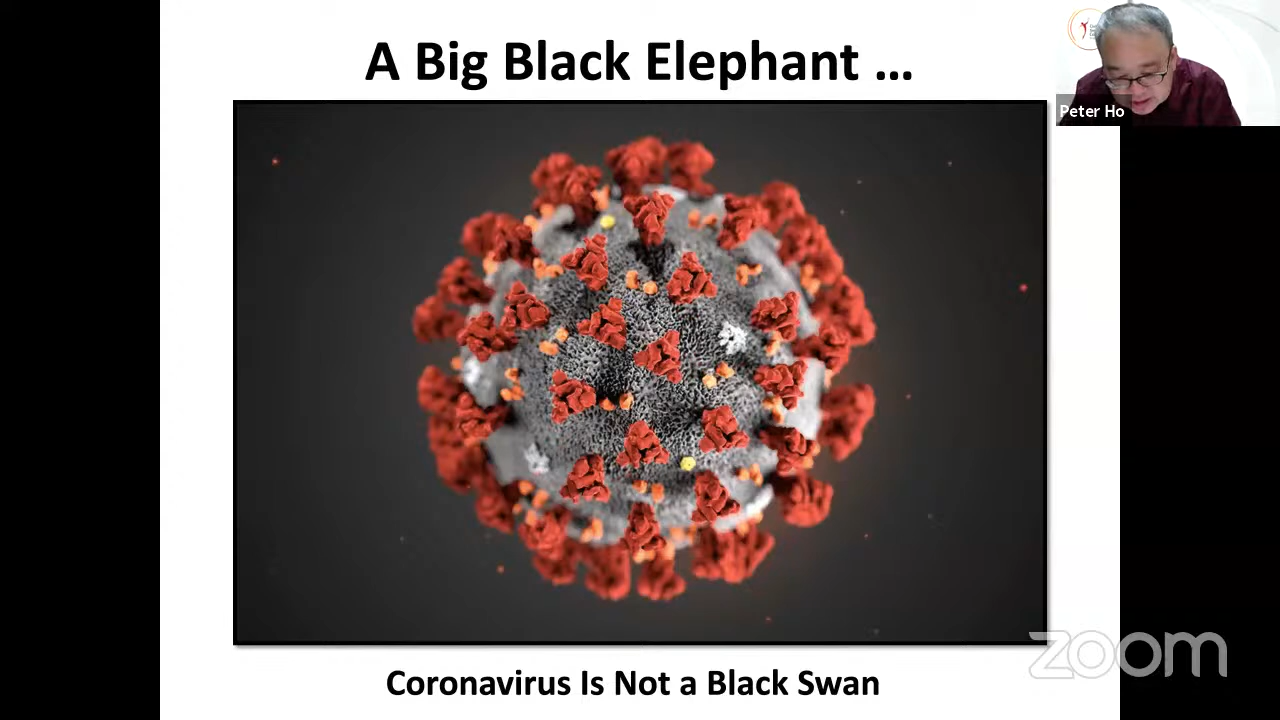 A Big Black Elephant ...
Peter Ho
zoom
Coronavirus Is Not a Black Swan